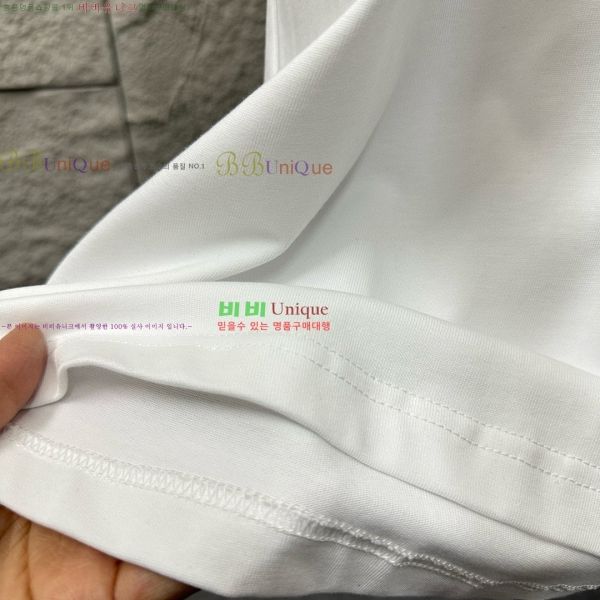 BBUniQue
의 품질 NO.1
BBUniQue
비비 Unique
믿을수 있는 명품구매대행
~본 이미지는 비비유니크에서 촬영한 100% 실사 이미지 입니다.~